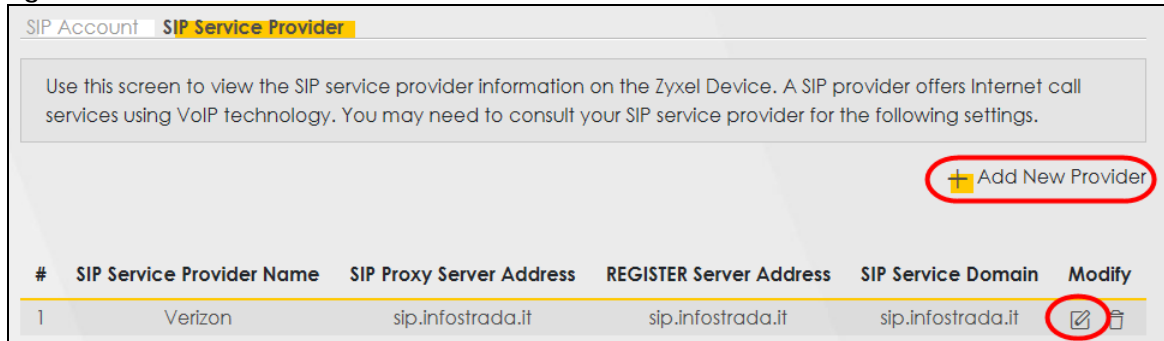 SIP Account SIP Service Provider
Use this screen to view the SIP service provider information on the Zyxel Device. A SIP provider offers Internet call
services using VoIP technology. You may need to consult your SIP service provider for the following settings.
+ Add New Provider
# SIP Service Provider Name SIP Proxy Server Address REGISTER Server Address SIP Service Domain Modify
1 Verizon sip.infostrada.it sip.infostrada.it sip.infostrada.it